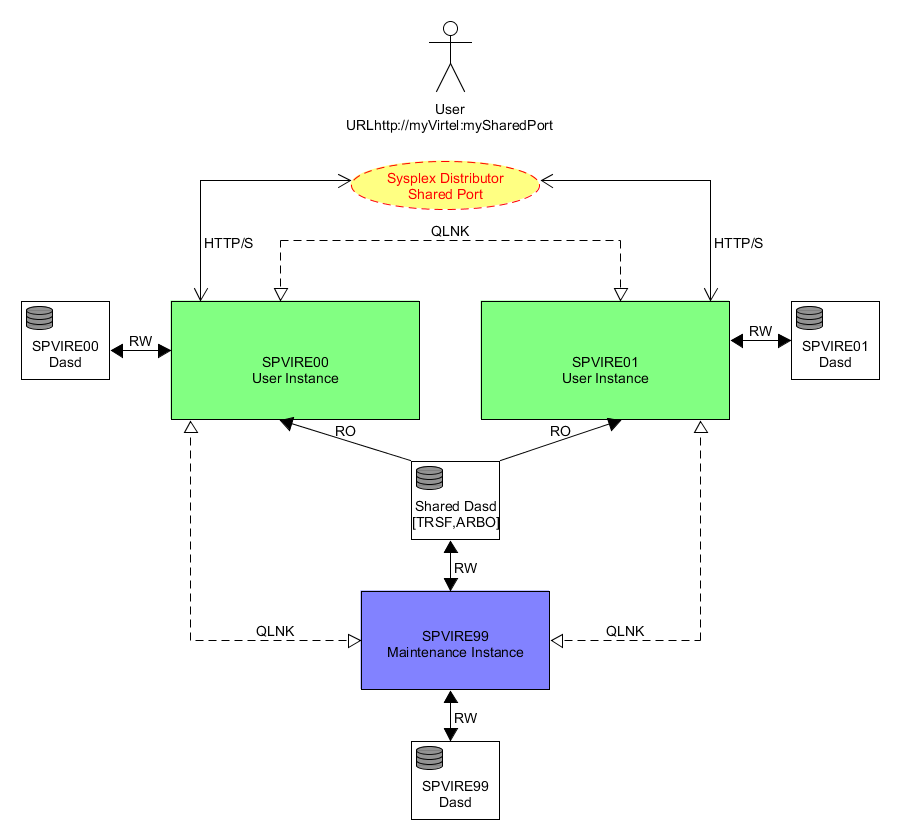 User
URLhttp://myVirtel:mySharedPort
Sysplex Distributor
Shared Port
QLNK
HTTP/S
HTTP/S
SPVIRE00
Dasd
RW
SPVIRE00
User Instance
SPVIRE01
User Instance
RW
SPVIRE01
Dasd
RO
RO
Shared Dasd
[TRSF,ARBO]
RW
QLNK
SPVIRE99
Maintenance Instance
QLNK
RW
SPVIRE99
Dasd